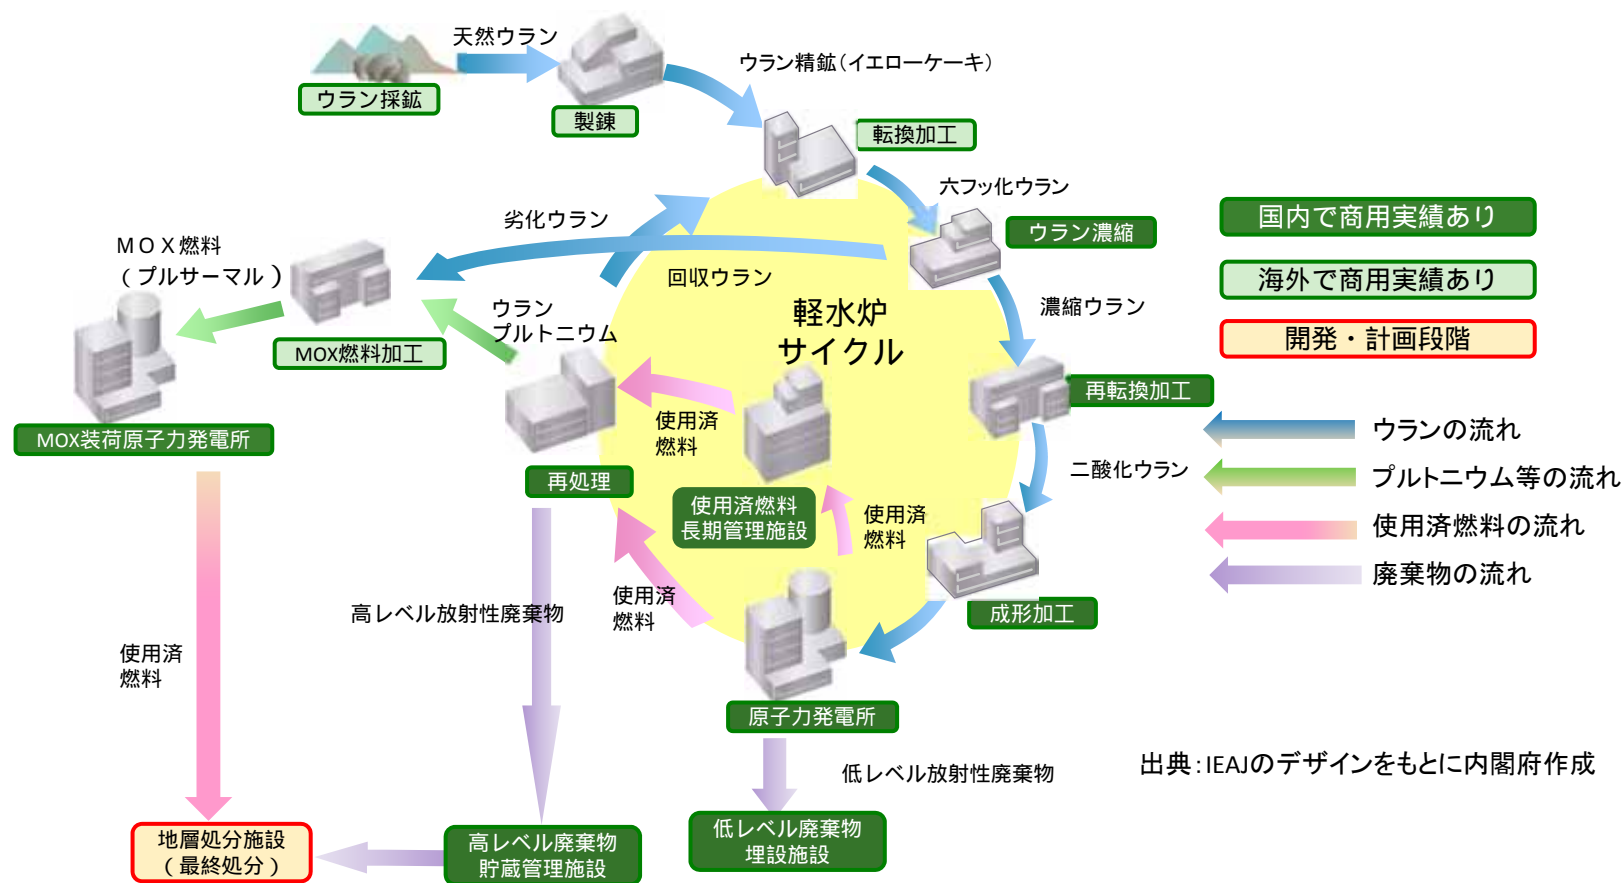 天然ウラン
ウラン採鉱
製錬
ウラン精鉱（イエローケーキ）
転換加工
六フッ化ウラン
ウラン濃縮
劣化ウラン
回収ウラン
濃縮ウラン
ＭＯＸ燃料
（プルサーマル）
ウラン
プルトニウム
MOX燃料加工
軽水炉
サイクル
再転換加工
MOX装荷原子力発電所
使用済
燃料
再処理
二酸化ウラン
使用済燃料
長期管理施設
使用済
燃料
使用済
燃料
成形加工
高レベル放射性廃棄物
使用済
燃料
原子力発電所
低レベル放射性廃棄物
地層処分施設
（最終処分）
高レベル廃棄物
貯蔵管理施設
低レベル廃棄物
埋設施設
国内で商用実績あり
海外で商用実績あり
開発・計画段階
ウランの流れ
プルトニウム等の流れ
使用済燃料の流れ
廃棄物の流れ
出典：IEAJのデザインをもとに内閣府作成